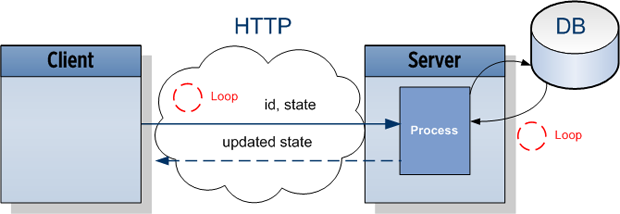 HTTP
DB
Client
Server
Loop
id, state
Process
Loop
updated state